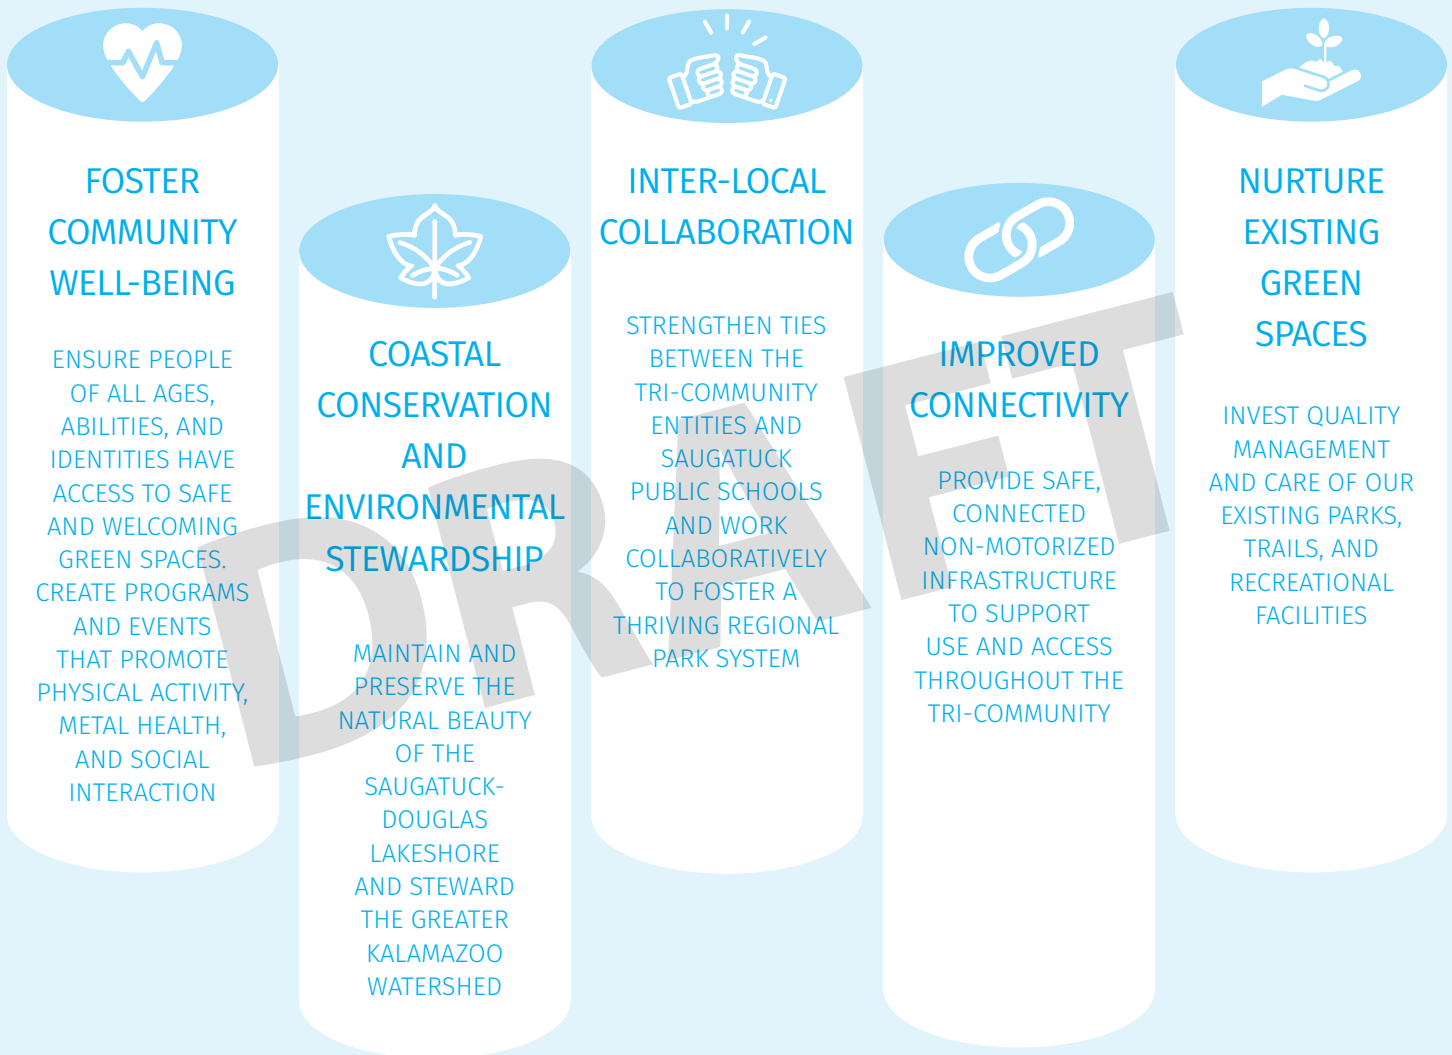 FOSTER
COMMUNITY
WELL-BEING
ENSURE PEOPLE
OF ALL AGES,
ABILITIES, AND
IDENTITIES HAVE
ACCESS TO SAFE
AND WELCOMING
GREEN SPACES.
CREATE PROGRAMS
AND EVENTS
THAT PROMOTE
PHYSICAL ACTIVITY,
METAL HEALTH,
AND SOCIAL
INTERACTION
COASTAL
CONSERVATION
AND
ENVIRONMENTAL
STEWARDSHIP
MAINTAIN AND
PRESERVE THE
NATURAL BEAUTY
OF THE
SAUGATUCK-
DOUGLAS
LAKESHORE
AND STEWARD
THE GREATER
KALAMAZOO
WATERSHED
INTER-LOCAL
COLLABORATION
STRENGTHEN TIES
BETWEEN THE
TRI-COMMUNITY
ENTITIES AND
SAUGATUCK
PUBLIC SCHOOLS
AND WORK
COLLABORATIVELY
TO FOSTER A
THRIVING REGIONAL
PARK SYSTEM
IMPROVED
CONNECTIVITY
PROVIDE SAFE,
CONNECTED
NON-MOTORIZED
INFRASTRUCTURE
TO SUPPORT
USE AND ACCESS
THROUGHOUT THE
TRI-COMMUNITY
NURTURE
EXISTING
GREEN
SPACES
INVEST QUALITY
MANAGEMENT
AND CARE OF OUR
EXISTING PARKS,
TRAILS, AND
RECREATIONAL
FACILITIES
DRAFT